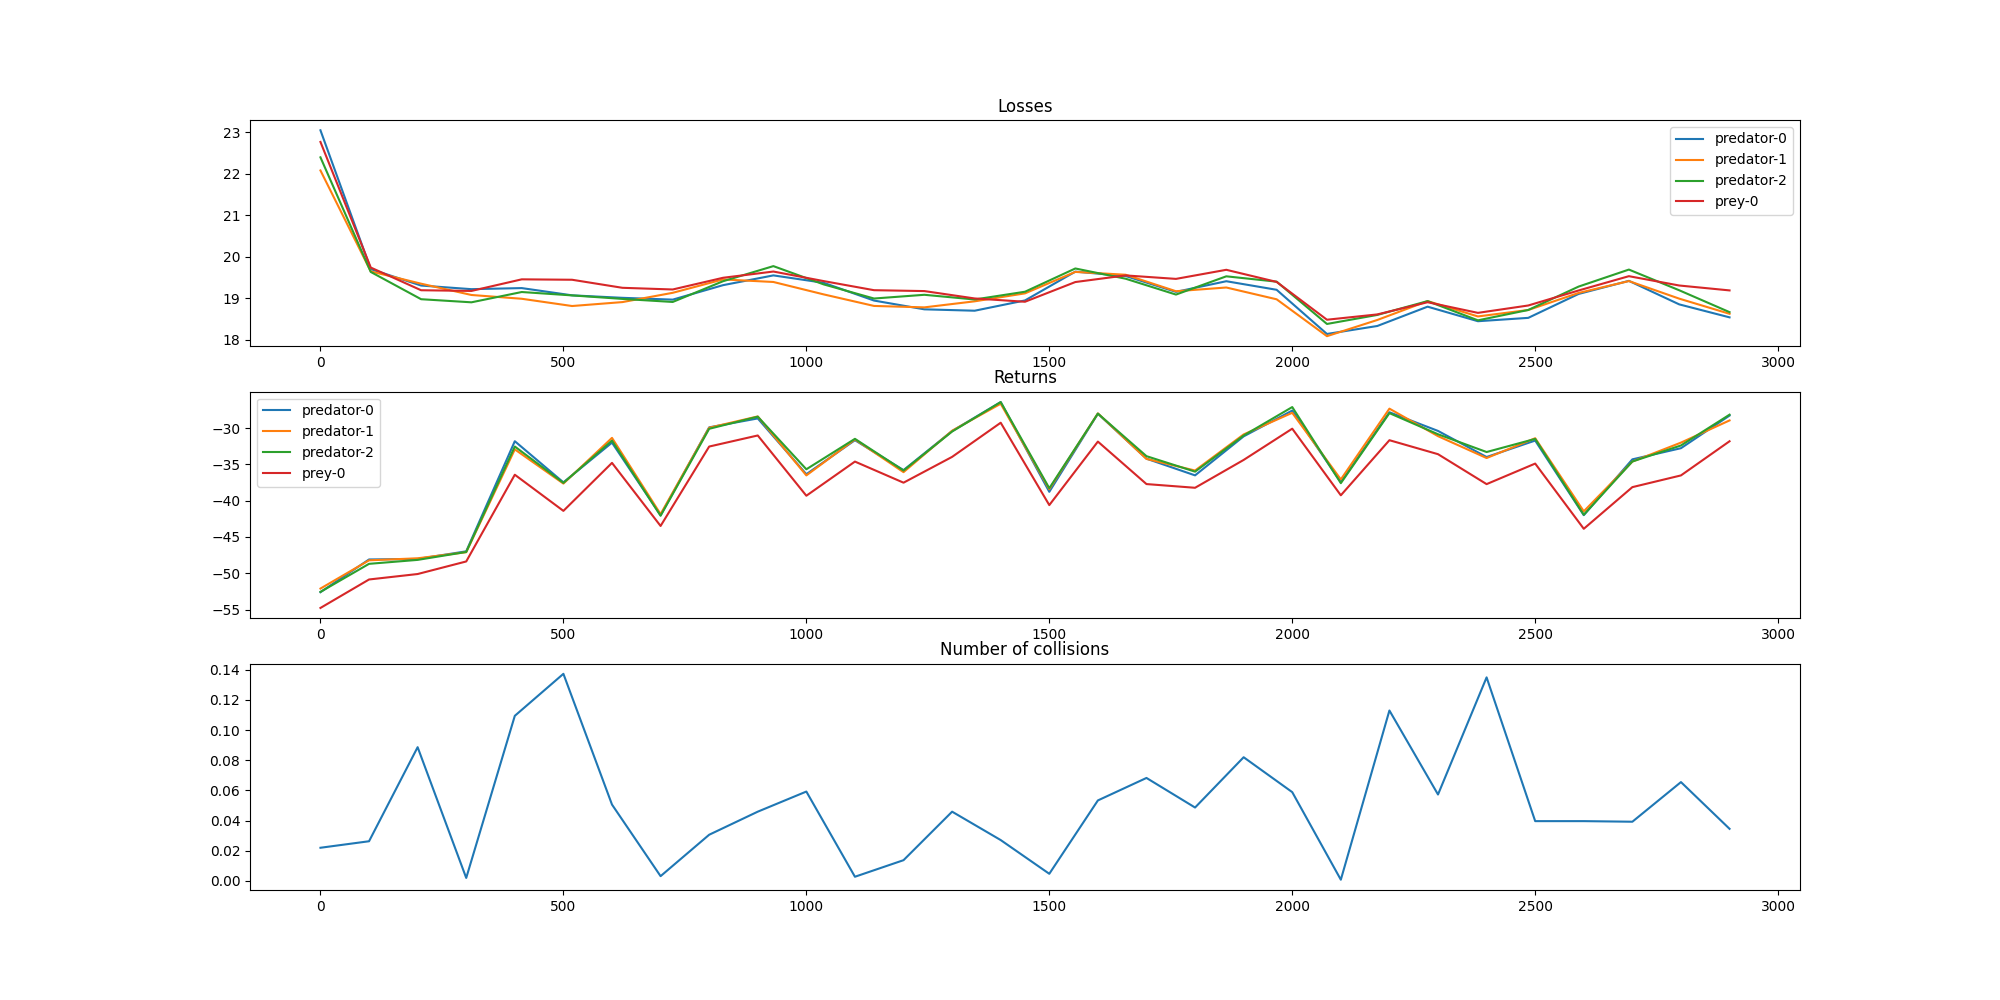 Losses
23
22
21
20
19
18
predator-0
predator-1
predator-2
prey-0
0 500 1000 1500 2000 2500 3000
Returns
−30
−35
−40
−45
−50
−55
predator-0
predator-1
predator-2
prey-0
0 500 1000 1500 2000 2500 3000
Number of collisions
0.14
0.12
0.10
0.08
0.06
0.04
0.02
0.00
0 500 1000 1500 2000 2500 3000